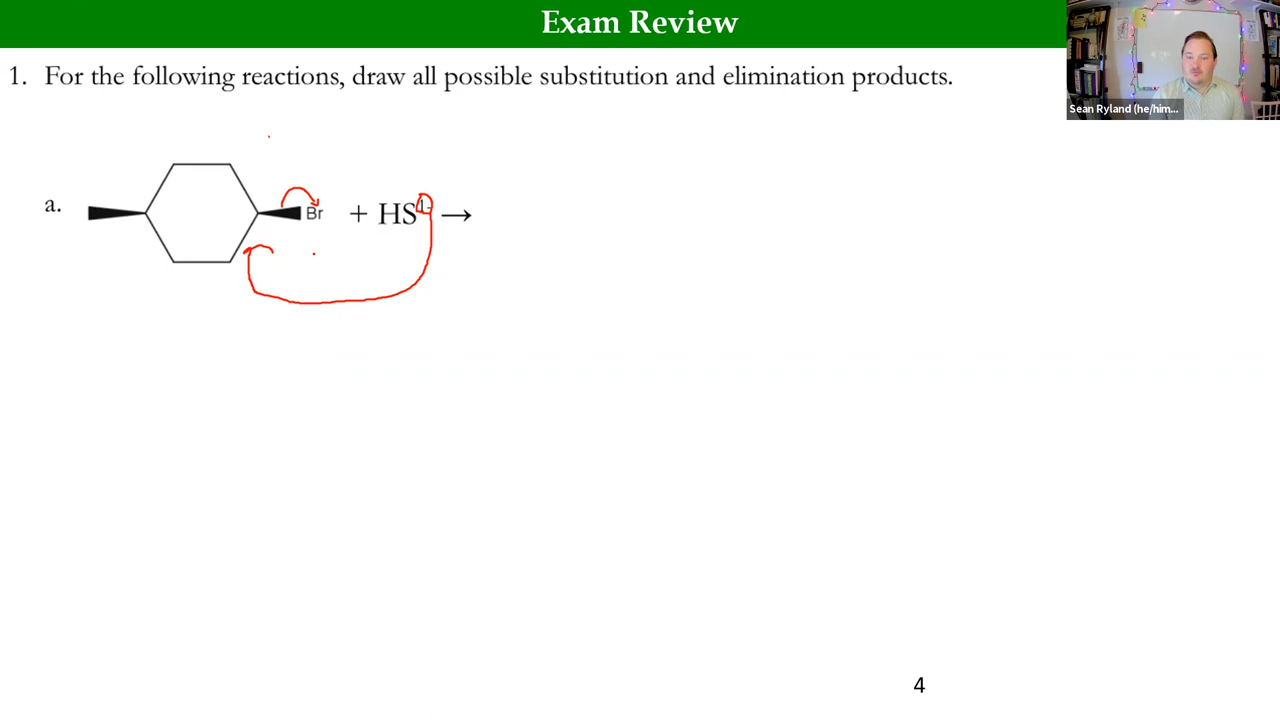 Exam Review
Sean Ryland (he/him...
1. For the following reactions, draw all possible substitution and elimination products.
a.
Br + HS¹⁻ →
4